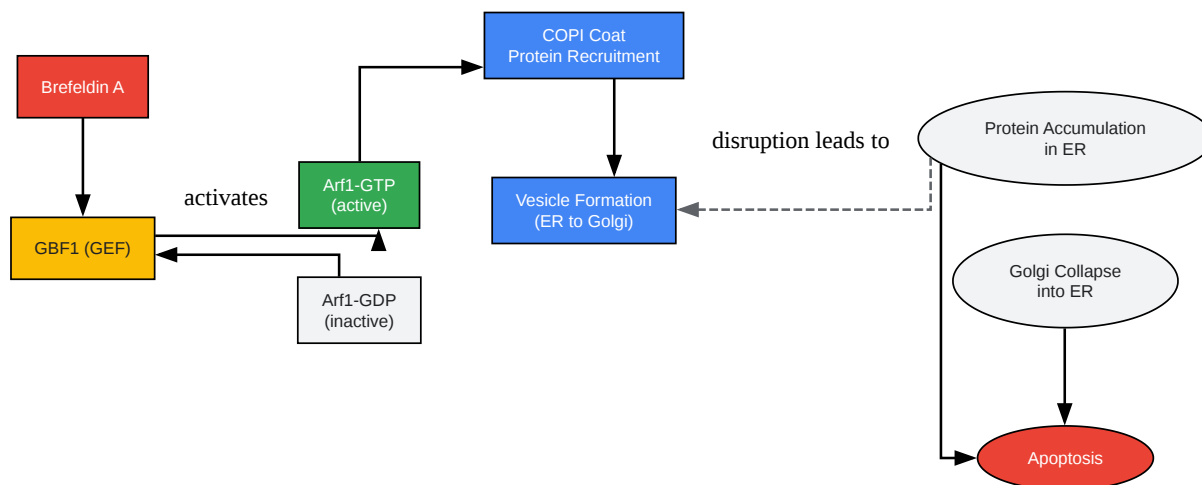 COPI Coat
Protein Recruitment
Brefeldin A
disruption leads to
Protein Accumulation
in ER
activates
Arf1-GTP
(active)
Vesicle Formation
(ER to Golgi)
GBF1 (GEF)
Golgi Collapse
into ER
Arf1-GDP
(inactive)
Apoptosis